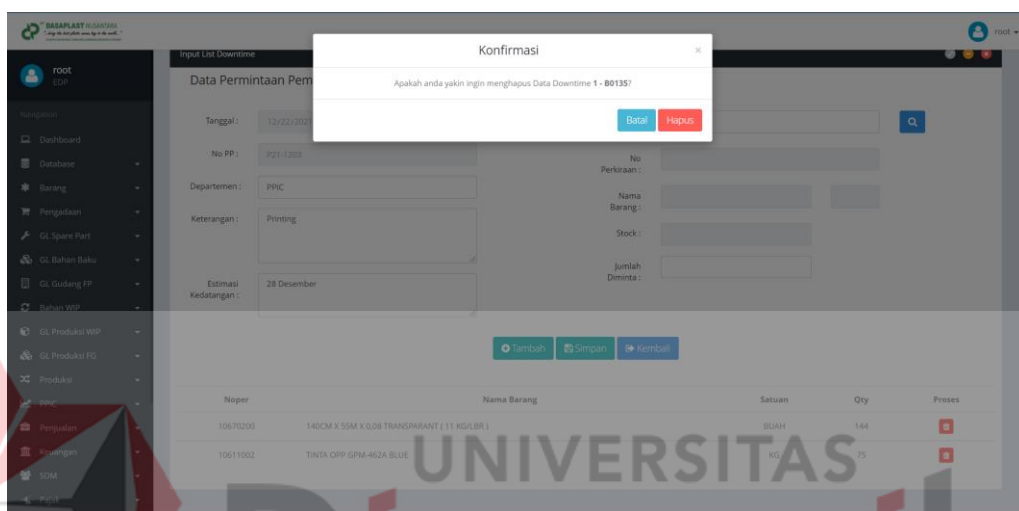 DASAPLAST NUSANTARA
root
Konfirmasi
Apakah anda yakin ingin menghapus Data Downtime 1 - B0135?
Batal Hapus
root
EDP
Navigation
Dashboard
Database
Barang
Pengadaan
GL Spare Part
GL Bahan Baku
GL Gudang FP
Bahan WIP
GL Produksi WIP
GL Produksi FG
Produksi
PPIC
Penjualan
Keuangan
SDM
Pajak
Input List Downtime
Data Permintaan Pem
Tanggal : 12/22/2021
No PP : P21-1203
Departemen : PPIC
Keterangan : Printing
Estimasi Kedatangan : 28 Desember
No Perkiraan :
Nama Barang :
Stock :
Jumlah Diminta :
Tambah Simpan Kembali
Noper Nama Barang Satuan Qty Proses
10670200 140CM X 55M X 0,08 TRANSPARANT ( 11 KG/LBR ) BUAH 144
10611002 TINTA OPP GPM-462A BLUE KG 75
UNIVERSITAS